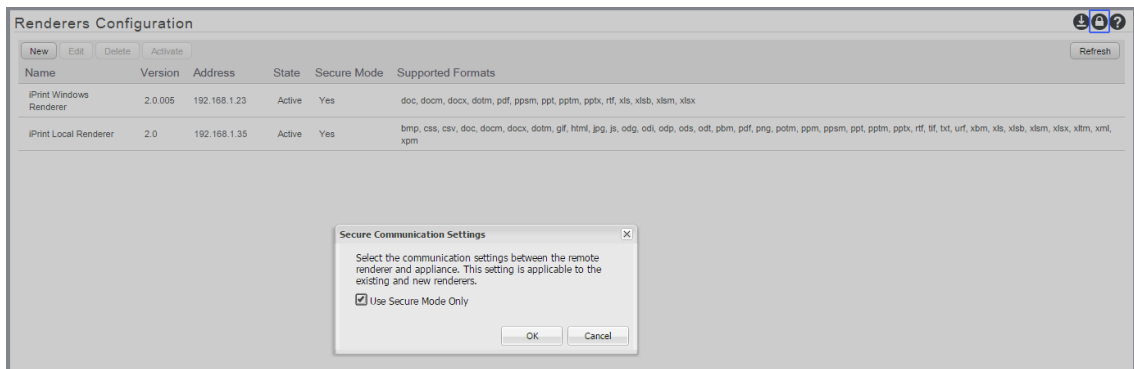 Renderers Configuration
New Edit Delete Activate Refresh
Name Version Address State Secure Mode Supported Formats
iPrint Windows
Renderer 2.0.005 192.168.1.23 Active Yes doc, docm, docx, dotm, pdf, ppsm, ppt, pptm, pptx, rtf, xls, xlsb, xlsm, xlsx
iPrint Local Renderer 2.0 192.168.1.35 Active Yes bmp, css, csv, doc, docm, docx, dotm, gif, html, jpg, js, odg, odi, odp, ods, odt, pbm, pdf, png, potm, ppm, ppsm, ppt, pptm, pptx, rtf, tif, txt, urf, xbm, xls, xlsb, xlsm, xlsx, xltm, xml,
xpm
Secure Communication Settings
Select the communication settings between the remote
renderer and appliance. This setting is applicable to the
existing and new renderers.
Use Secure Mode Only
OK Cancel